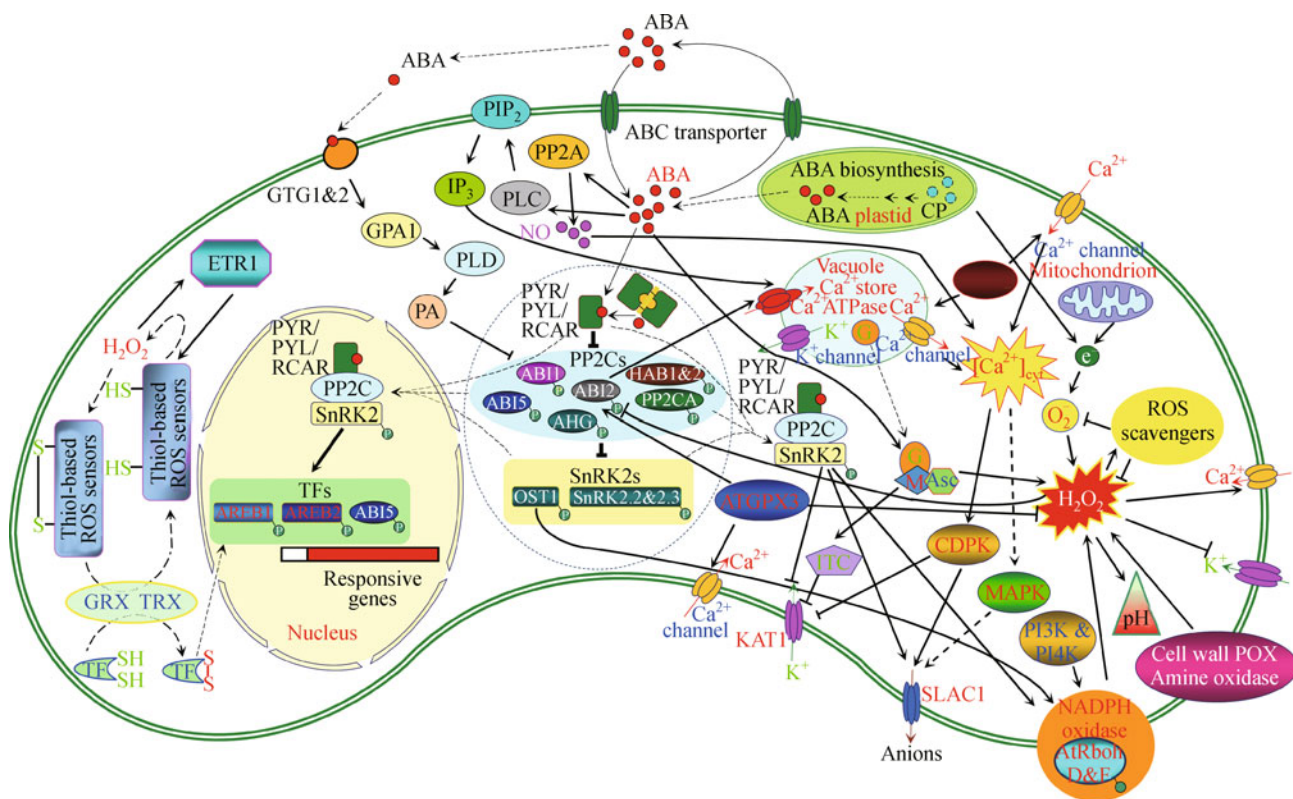 ABA
ABA
PIP2
ABC transporter
PP2A
GTG1&2
IP3
PLC
ABA
NO
ABA biosynthesis
ABA plastid
CP
Ca2+
GPA1
PLD
PA
ETR1
H2O2
HS
HS
S
S
Thiol-based
ROS sensors
Thiol-based
ROS sensors
PYR/
PYL/
RCAR
PP2C
SnRK2
P
TFs
AREB1
P
AREB2
P
ABI5
P
Responsive
genes
Nucleus
GRX TRX
TF
SH
SH
TF
S
S
PYR/
PYL/
RCAR
PP2Cs
ABI1
P
ABI2
P
HAB1&2
P
ABI5
P
AHG
P
PP2CA
P
SnRK2s
OST1
P
SnRK2.2&2.3
P
Vacuole
Ca2+store
Ca2+ATPase
Ca2+
K+
G
K+channel
Ca2+
channel
Ca2+ channel
Mitochondrion
[Ca2+]cyt
e
O2-
ROS
scavengers
H2O2
Ca2+
K+
PYR/
PYL/
RCAR
PP2C
SnRK2
P
G
M
Asc
ATGPX3
ITC
CDPK
MAPK
PI3K &
PI4K
pH
Cell wall POX
Amine oxidase
Ca2+
Ca2+
channel
KAT1
K+
SLAC1
Anions
NADPH
oxidase
AtRboh
D&F